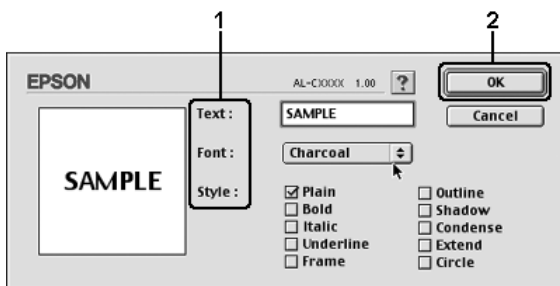 1 2
EPSON AL-CXXXX 1.00 ? OK
Text : SAMPLE Cancel
Font : Charcoal
SAMPLE
Style : Plain Outline
Bold Shadow
Italic Condense
Underline Extend
Frame Circle